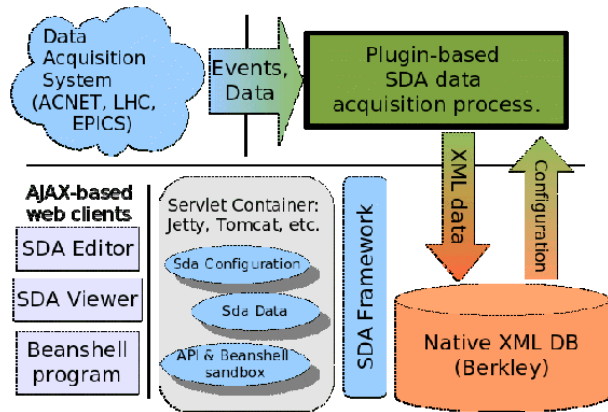 Data
Acquisition
System
(ACNET, LHC,
EPICS)
Events,
Data
Plugin-based
SDA data
acquisition process.
XML data
Configuration
AJAX-based
web clients
SDA Editor
SDA Viewer
Beanshell
program
Servlet Container:
Jetty, Tomcat, etc.
Sda Configuration
Sda Data
API & Beanshell
sandbox
SDA Framework
Native XML DB
(Berkley)